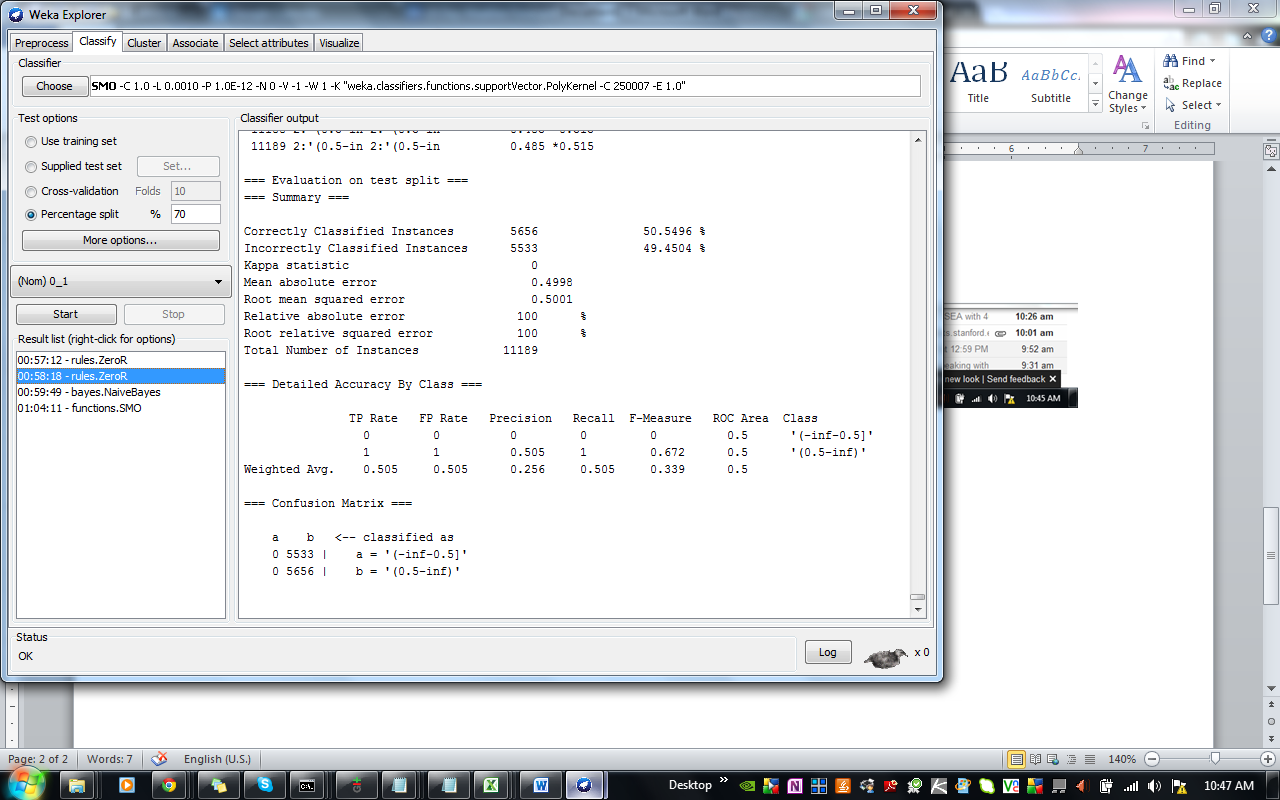 Weka Explorer
Preprocess Classify Cluster Associate Select attributes Visualize
Classifier
Choose SMO -C 1.0 -L 0.0010 -P 1.0E-12 -N 0 -V -1 -W 1 -K "weka.classifiers.functions.supportVector.PolyKernel -C 250007 -E 1.0"
Test options
Use training set
Supplied test set Set...
Cross-validation Folds 10
Percentage split % 70
More options...
(Nom) 0_1
Start Stop
Result list (right-click for options)
00:57:12 - rules.ZeroR
00:58:18 - rules.ZeroR
00:59:49 - bayes.NaiveBayes
01:04:11 - functions.SMO
Classifier output
11189 2:'(0.5-in 2:'(0.5-in 0.485 *0.515
=== Evaluation on test split ===
=== Summary ===
Correctly Classified Instances 5656 50.5496 %
Incorrectly Classified Instances 5533 49.4504 %
Kappa statistic 0
Mean absolute error 0.4998
Root mean squared error 0.5001
Relative absolute error 100 %
Root relative squared error 100 %
Total Number of Instances 11189
=== Detailed Accuracy By Class ===
TP Rate FP Rate Precision Recall F-Measure ROC Area Class
0 0 0 0 0 0.5 '(-inf-0.5]'
1 1 0.505 1 0.672 0.5 '(0.5-inf)'
Weighted Avg. 0.505 0.505 0.256 0.505 0.339 0.5
=== Confusion Matrix ===
a b <-- classified as
0 5533 | a = '(-inf-0.5]'
0 5656 | b = '(0.5-inf)'
Status
OK
Log x 0
AaB AaBbCc
Title Subtitle
Change Styles
Find
Replace
Select
Editing
6 7
SEA with 4 10:26 am
s.stanford. 10:01 am
12:59 PM 9:52 am
eaking with 9:31 am
new look | Send feedback ✕
10:45 AM
Page: 2 of 2 Words: 7 English (U.S.) 140%
Desktop » 10:47 AM